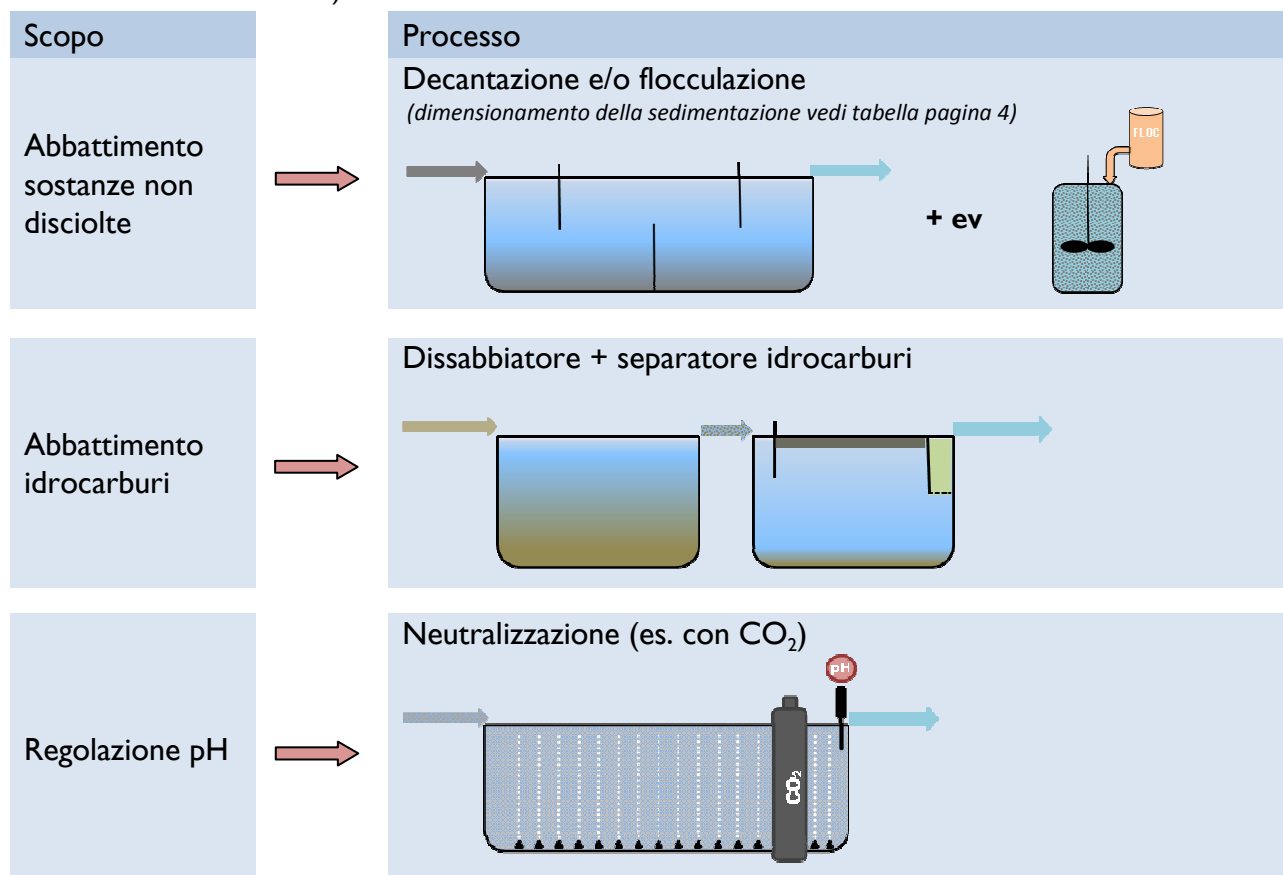 Scopo
Processo
Abbattimento
sostanze non
disciolte
Decantazione e/o flocculazione
(dimensionamento della sedimentazione vedi tabella pagina 4)
FLOC
+ ev
Abbattimento
idrocarburi
Dissabbiatore + separatore idrocarburi
Regolazione pH
Neutralizzazione (es. con CO₂)
pH
CO₂